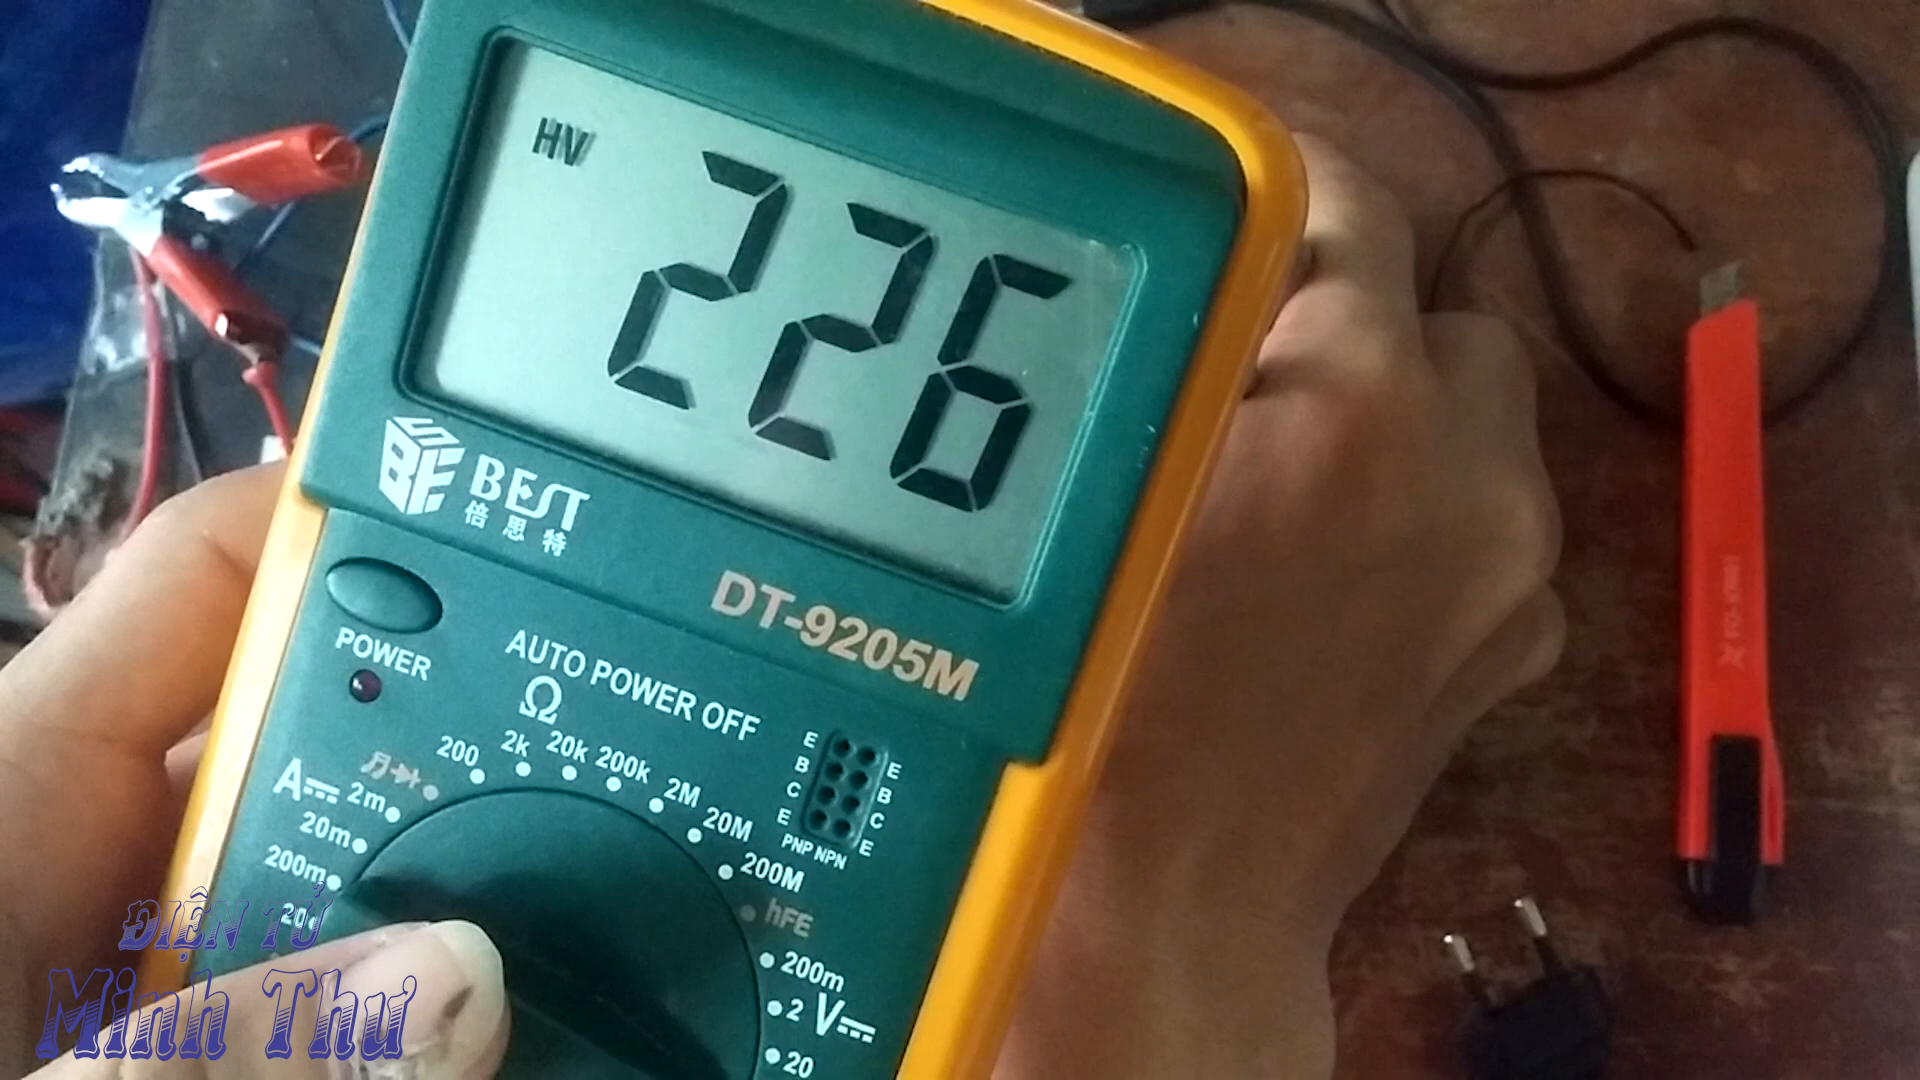 HV
226
BEST
倍思特
DT-9205M
POWER
AUTO POWER OFF
Ω
200
2k
20k
200k
2M
20M
200M
hFE
A
2m
20m
200m
20
E
B
C
E
E
B
C
E
PNP NPN
200m
2
V
20
ĐIỆN TỬ
Minh Thư